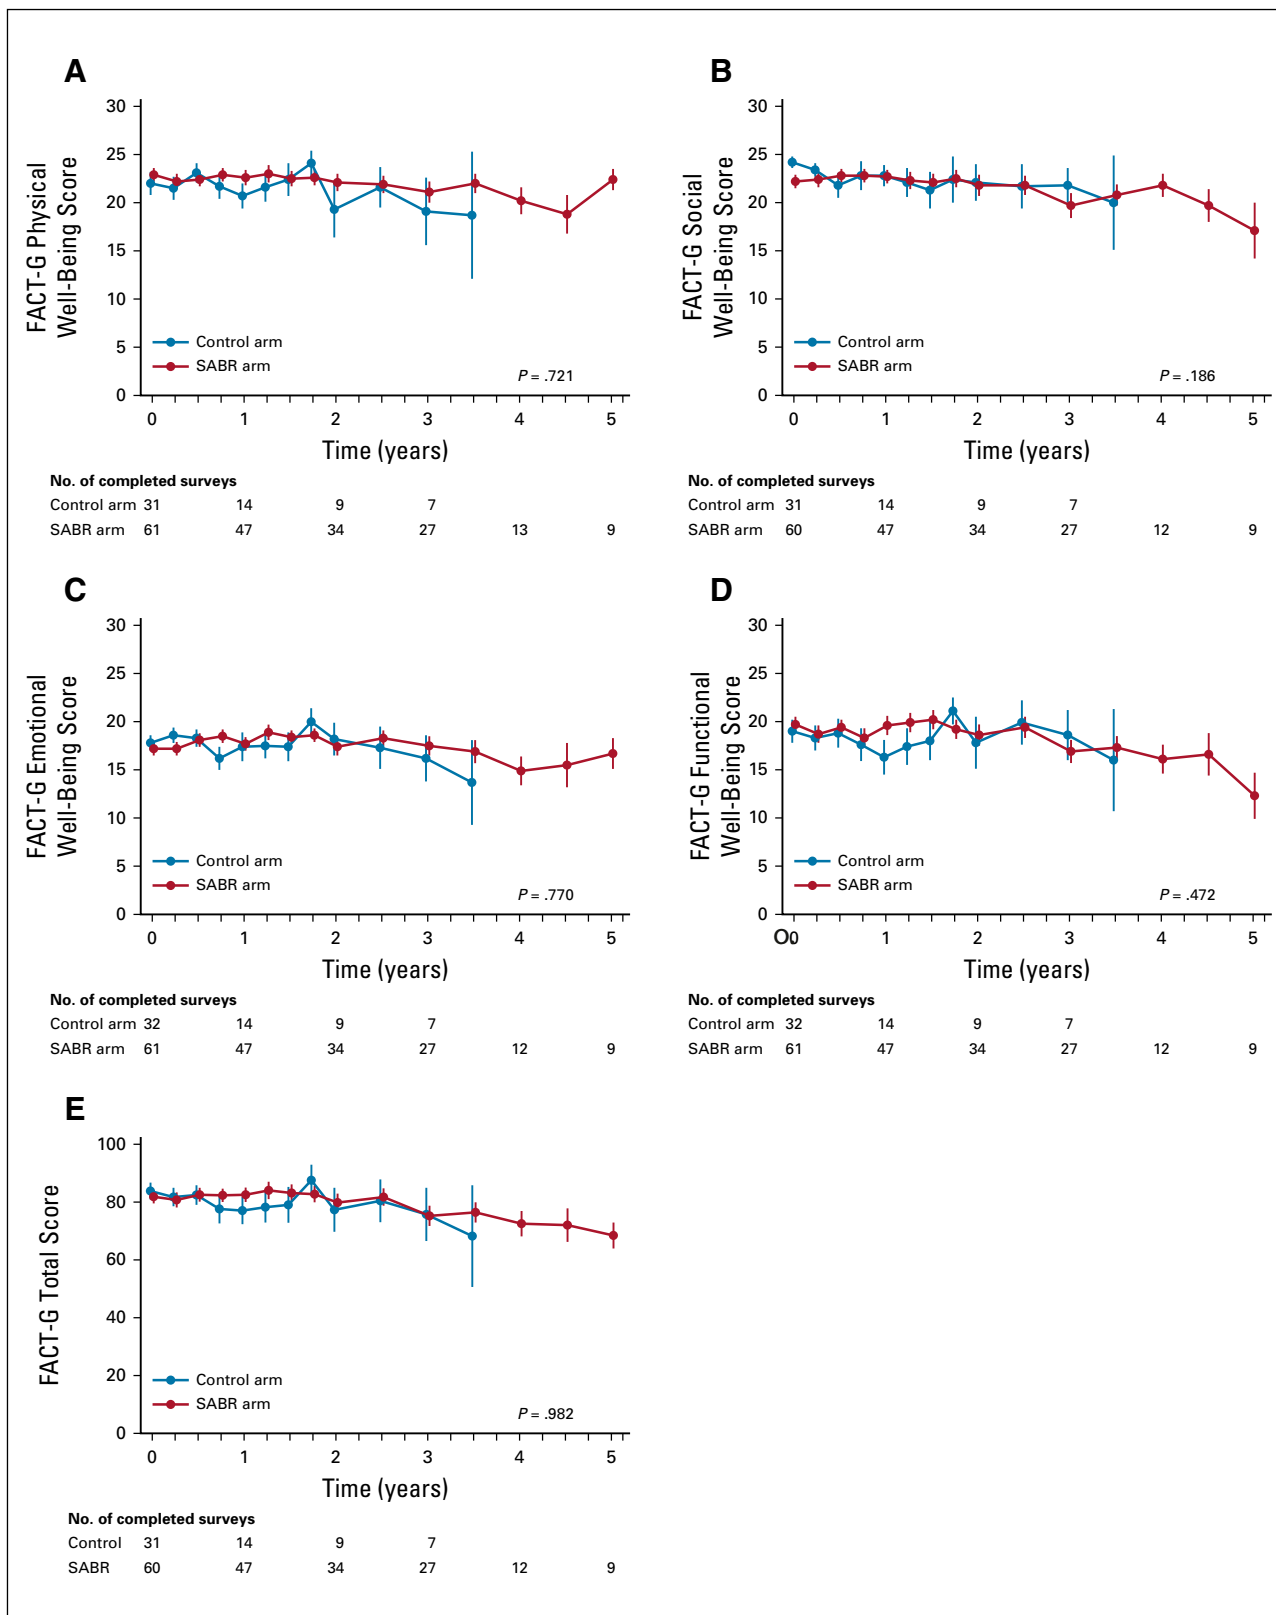 A
FACT-G Physical
Well-Being Score
30
25
20
15
10
5
0
Control arm
SABR arm
P = .721
0 1 2 3 4 5
Time (years)
No. of completed surveys
Control arm 31 14 9 7
SABR arm 61 47 34 27 13 9
B
FACT-G Social
Well-Being Score
30
25
20
15
10
5
0
Control arm
SABR arm
P = .186
0 1 2 3 4 5
Time (years)
No. of completed surveys
Control arm 31 14 9 7
SABR arm 60 47 34 27 12 9
C
FACT-G Emotional
Well-Being Score
30
25
20
15
10
5
0
Control arm
SABR arm
P = .770
0 1 2 3 4 5
Time (years)
No. of completed surveys
Control arm 32 14 9 7
SABR arm 61 47 34 27 12 9
D
FACT-G Functional
Well-Being Score
30
25
20
15
10
5
0
Control arm
SABR arm
P = .472
O0 1 2 3 4 5
Time (years)
No. of completed surveys
Control arm 32 14 9 7
SABR arm 61 47 34 27 12 9
E
FACT-G Total Score
100
80
60
40
20
0
Control arm
SABR arm
P = .982
0 1 2 3 4 5
Time (years)
No. of completed surveys
Control 31 14 9 7
SABR 60 47 34 27 12 9